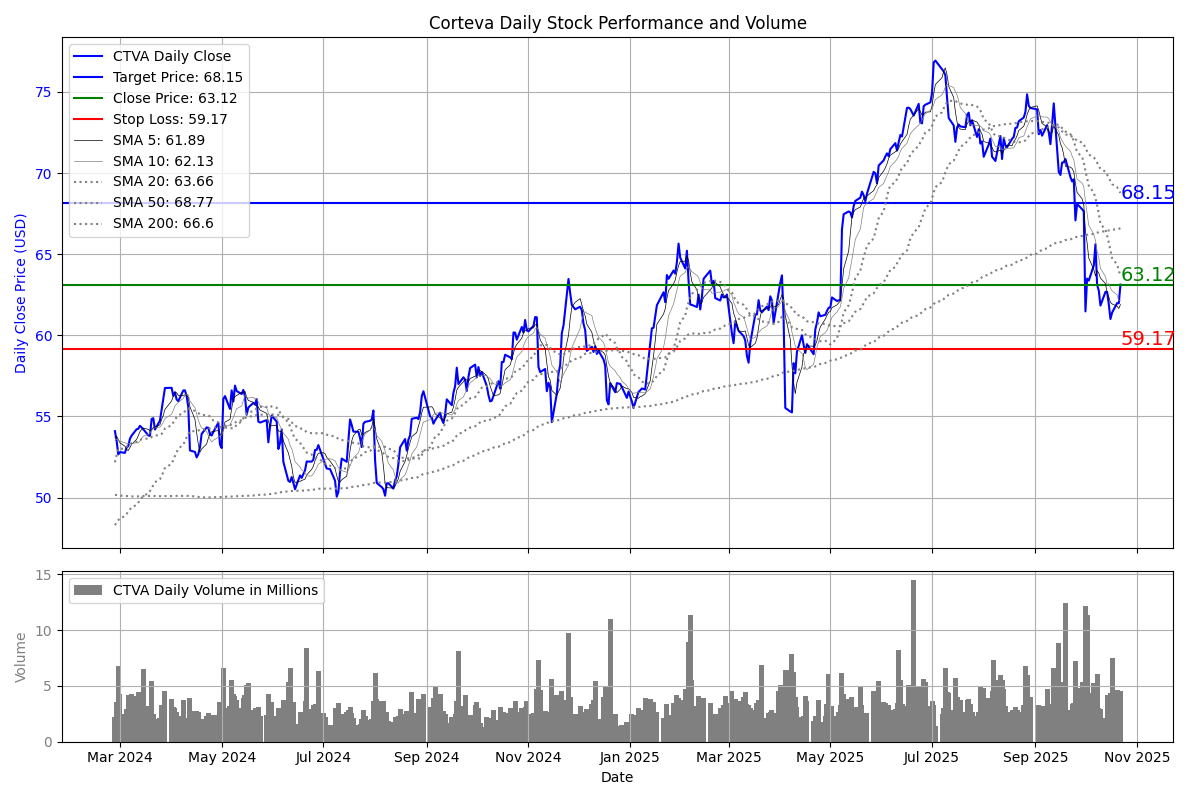 Corteva Daily Stock Performance and Volume
CTVA Daily Close
Target Price: 68.15
Close Price: 63.12
Stop Loss: 59.17
SMA 5: 61.89
SMA 10: 62.13
SMA 20: 63.66
SMA 50: 68.77
SMA 200: 66.6
Daily Close Price (USD)
75
70
65
60
55
50
68.15
63.12
59.17
CTVA Daily Volume in Millions
Volume
15
10
5
0
Mar 2024 May 2024 Jul 2024 Sep 2024 Nov 2024 Jan 2025 Mar 2025 May 2025 Jul 2025 Sep 2025 Nov 2025
Date